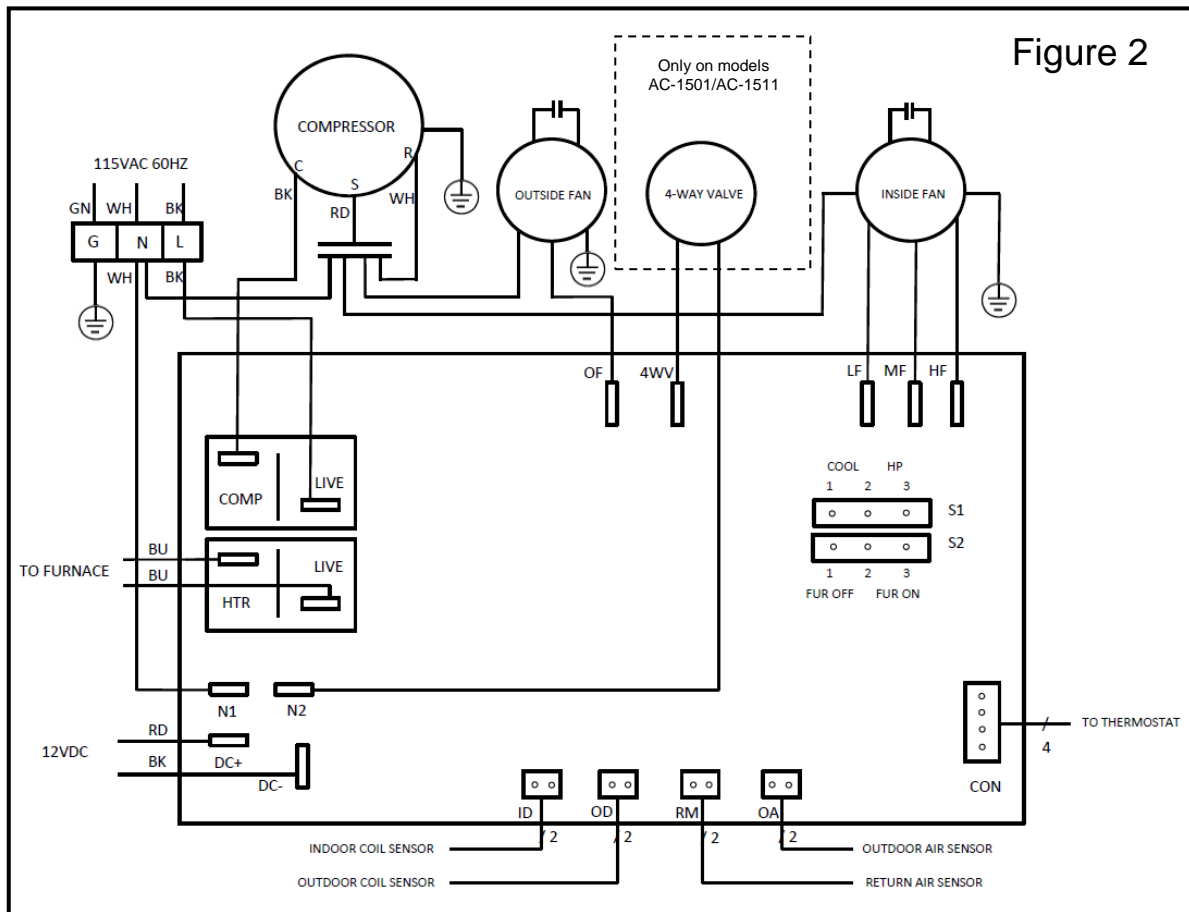 Figure 2
Only on models
AC-1501/AC-1511
COMPRESSOR
C
S
R
BK
RD
WH
115VAC 60HZ
GN
WH
BK
G
N
L
WH
BK
OUTSIDE FAN
4-WAY VALVE
INSIDE FAN
OF
4WV
LF
MF
HF
COMP
LIVE
COOL
HP
1
2
3
S1
S2
1
2
3
FUR OFF
FUR ON
TO FURNACE
BU
BU
HTR
LIVE
N1
N2
12VDC
RD
BK
DC+
DC-
CON
TO THERMOSTAT
/
4
ID
OD
RM
OA
/ 2
/ 2
/ 2
/ 2
INDOOR COIL SENSOR
OUTDOOR AIR SENSOR
OUTDOOR COIL SENSOR
RETURN AIR SENSOR